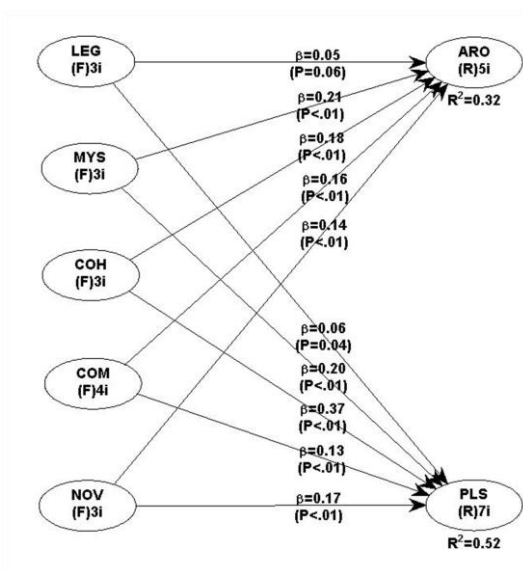 LEG
(F)3i
β=0.05
(P=0.06)
ARO
(R)5i
R²=0.32
β=0.21
(P<.01)
MYS
(F)3i
β=0.18
(P<.01)
β=0.16
(P<.01)
β=0.14
(P<.01)
COH
(F)3i
β=0.06
(P=0.04)
COM
(F)4i
β=0.20
(P<.01)
β=0.37
(P<.01)
β=0.13
(P<.01)
NOV
(F)3i
β=0.17
(P<.01)
PLS
(R)7i
R²=0.52